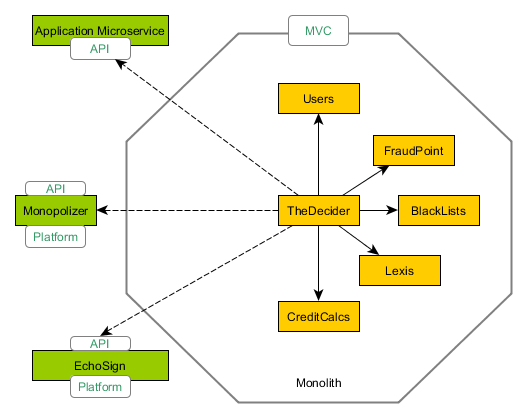 Application Microservice
API
MVC
Users
FraudPoint
API
Monopolizer
Platform
TheDecider
BlackLists
Lexis
CreditCalcs
API
EchoSign
Platform
Monolith